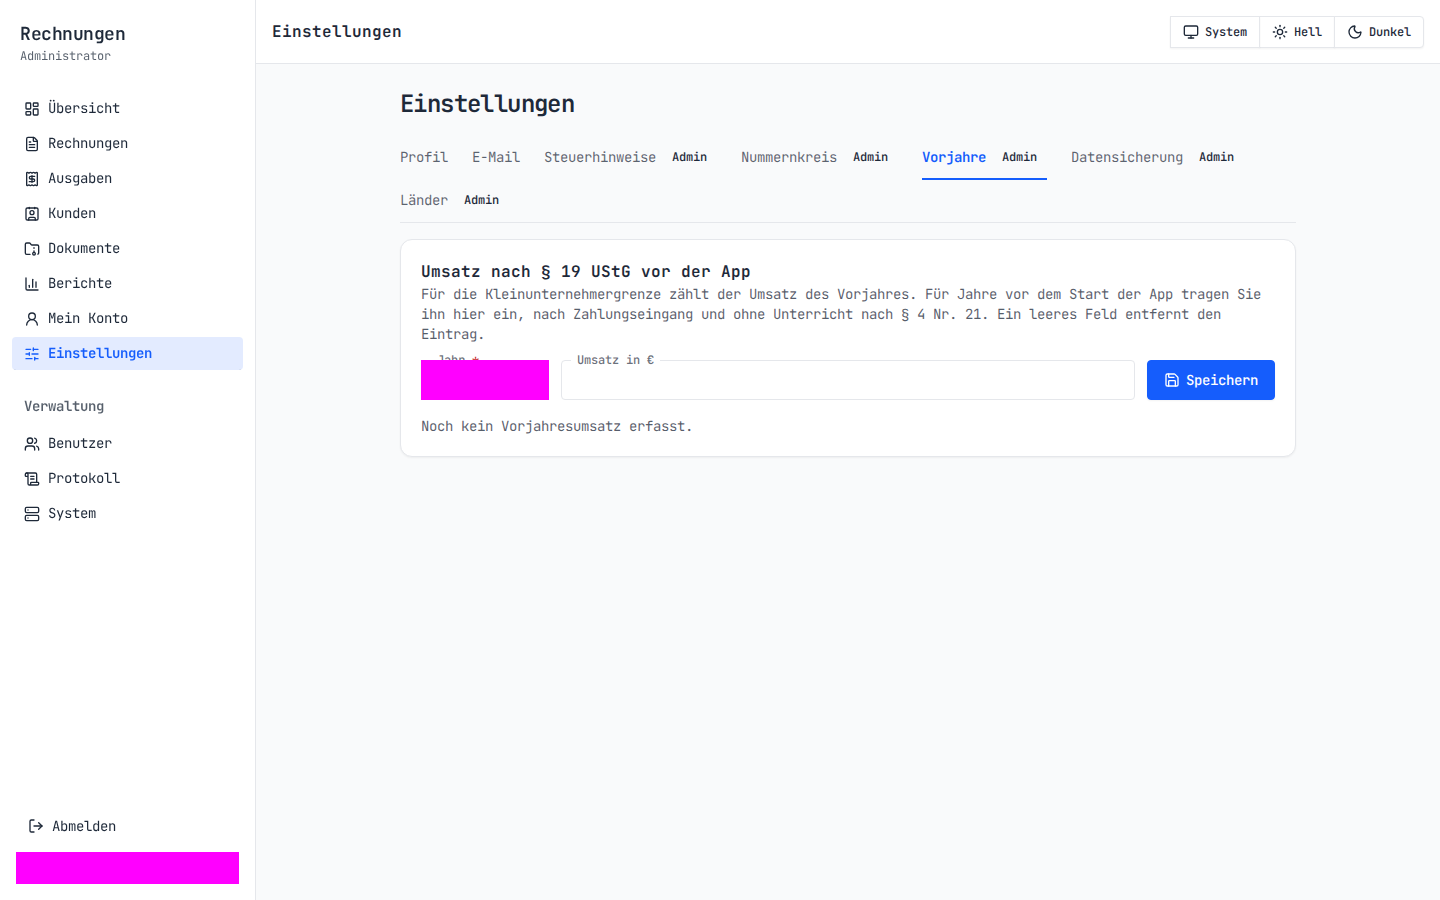 Rechnungen
Administrator
Übersicht
Rechnungen
Ausgaben
Kunden
Dokumente
Berichte
Mein Konto
Einstellungen
Verwaltung
Benutzer
Protokoll
System
Abmelden
Einstellungen
System
Hell
Dunkel
Einstellungen
Profil
E-Mail
Steuerhinweise Admin
Nummernkreis Admin
Vorjahre Admin
Datensicherung Admin
Länder Admin
Umsatz nach § 19 UStG vor der App
Für die Kleinunternehmergrenze zählt der Umsatz des Vorjahres. Für Jahre vor dem Start der App tragen Sie
ihn hier ein, nach Zahlungseingang und ohne Unterricht nach § 4 Nr. 21. Ein leeres Feld entfernt den
Eintrag.
Umsatz in €
Speichern
Noch kein Vorjahresumsatz erfasst.